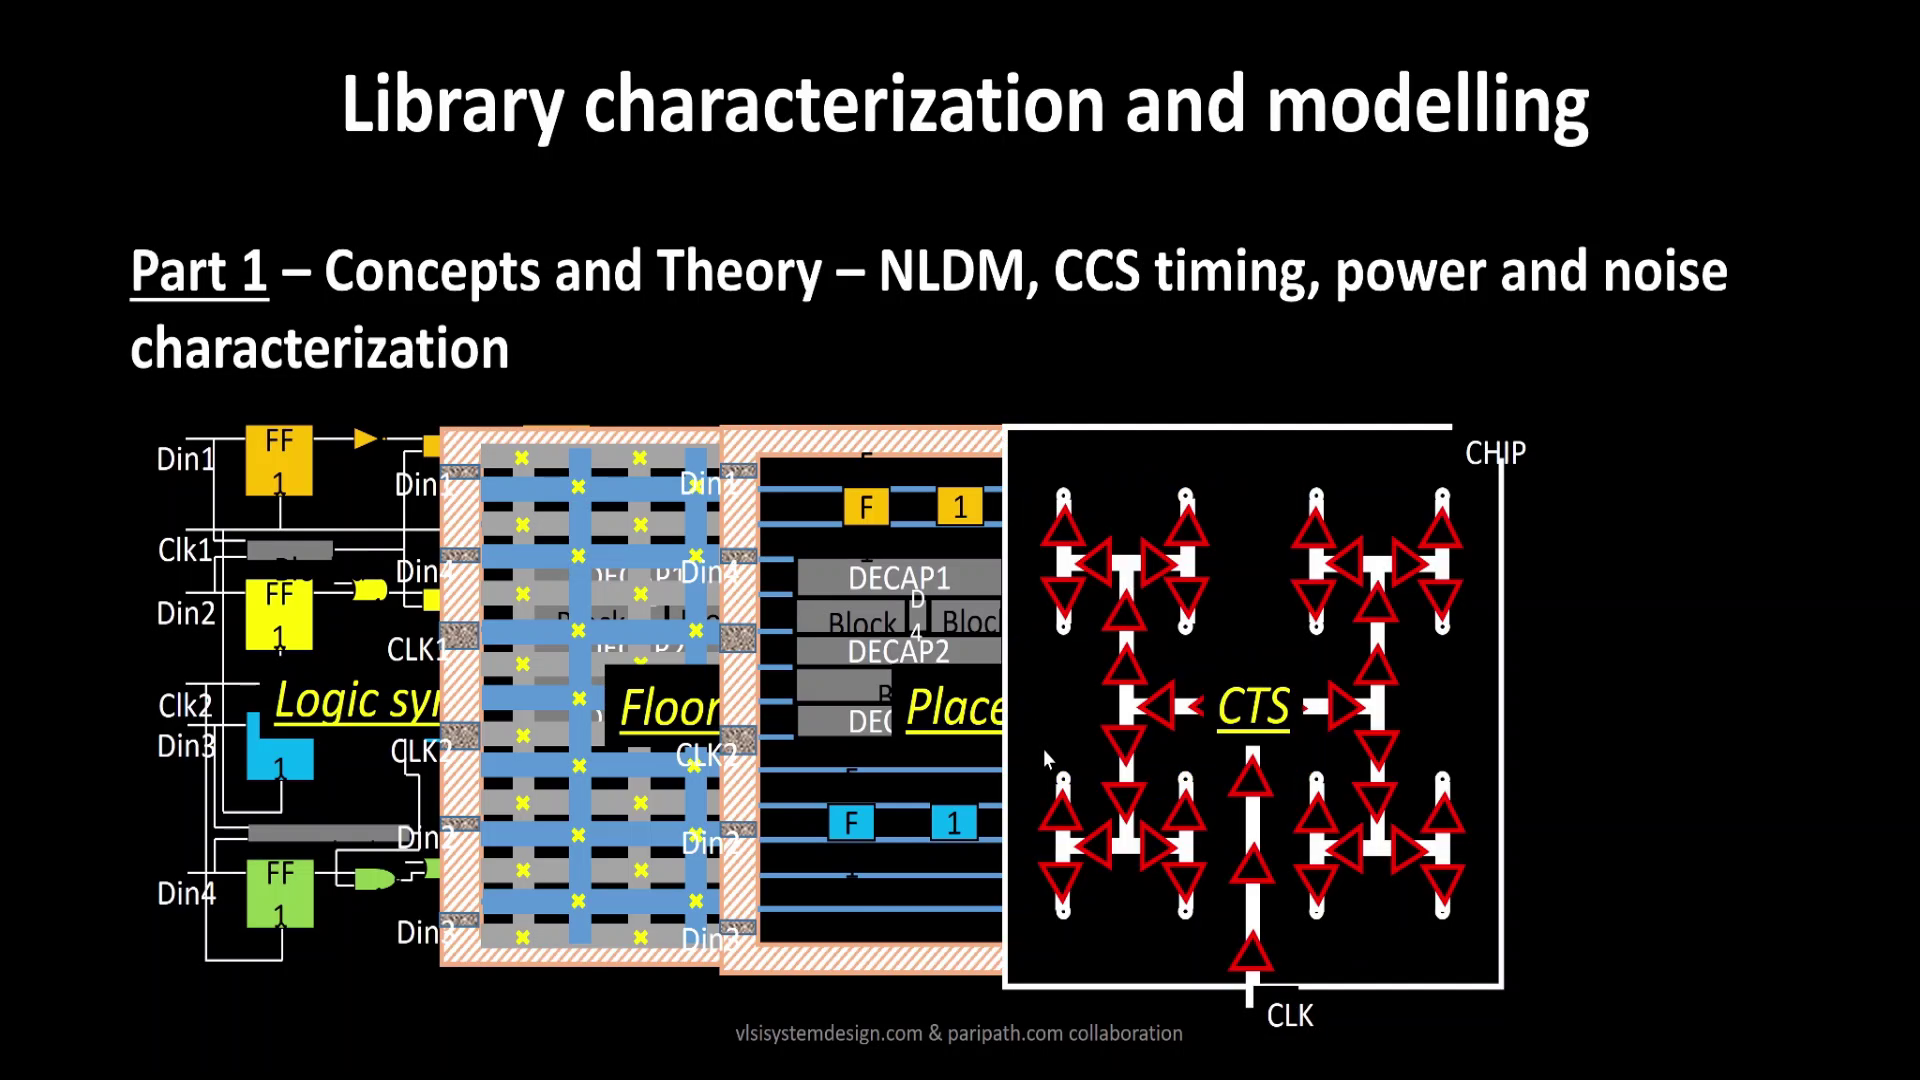 Library characterization and modelling
Part 1 – Concepts and Theory – NLDM, CCS timing, power and noise
characterization
FF
1
Din1
Din1
Din1
F
1
CHIP
Clk1
Din4
Din4
DECAP1
FF
1
Din2
Block
Block
D
4
CLK1
DECAP2
Clk2
Logic syn
Floor
Place
CTS
Din3
1
CLK2
CLK2
DEC
Din2
Din2
F
1
FF
1
Din4
Din3
Din3
CLK
vlsisystemdesign.com & paripath.com collaboration